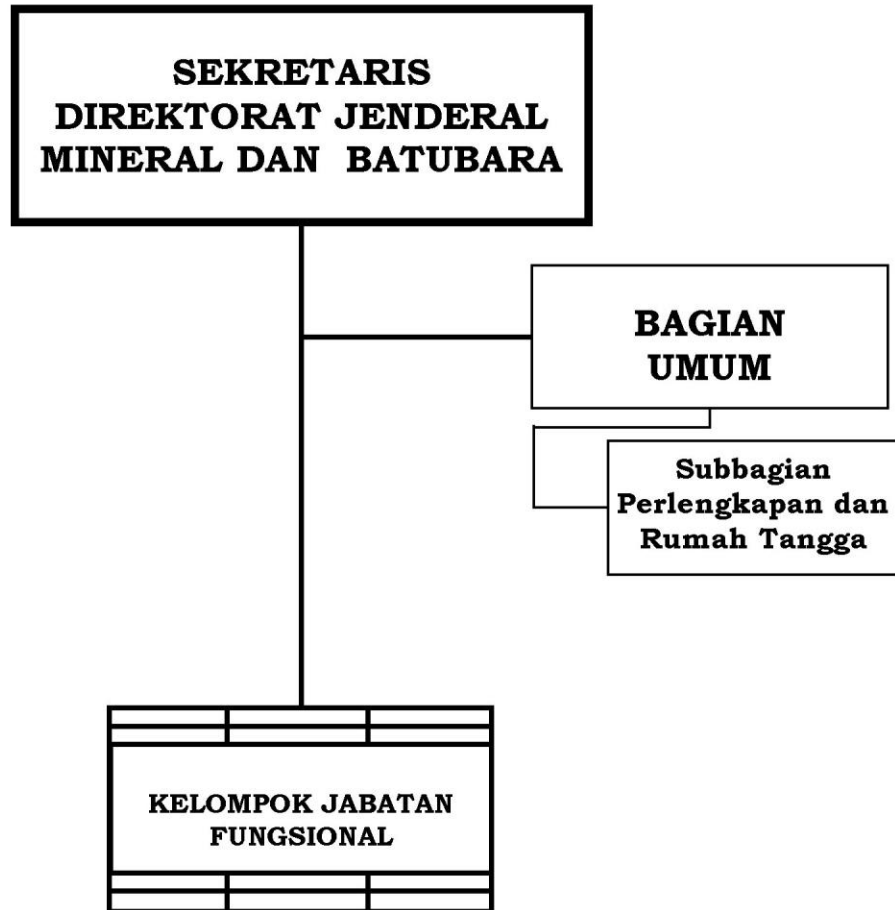 SEKRETARIS
DIREKTORAT JENDERAL
MINERAL DAN BATUBARA
BAGIAN
UMUM
Subbagian
Perlengkapan dan
Rumah Tangga
KELOMPOK JABATAN
FUNGSIONAL